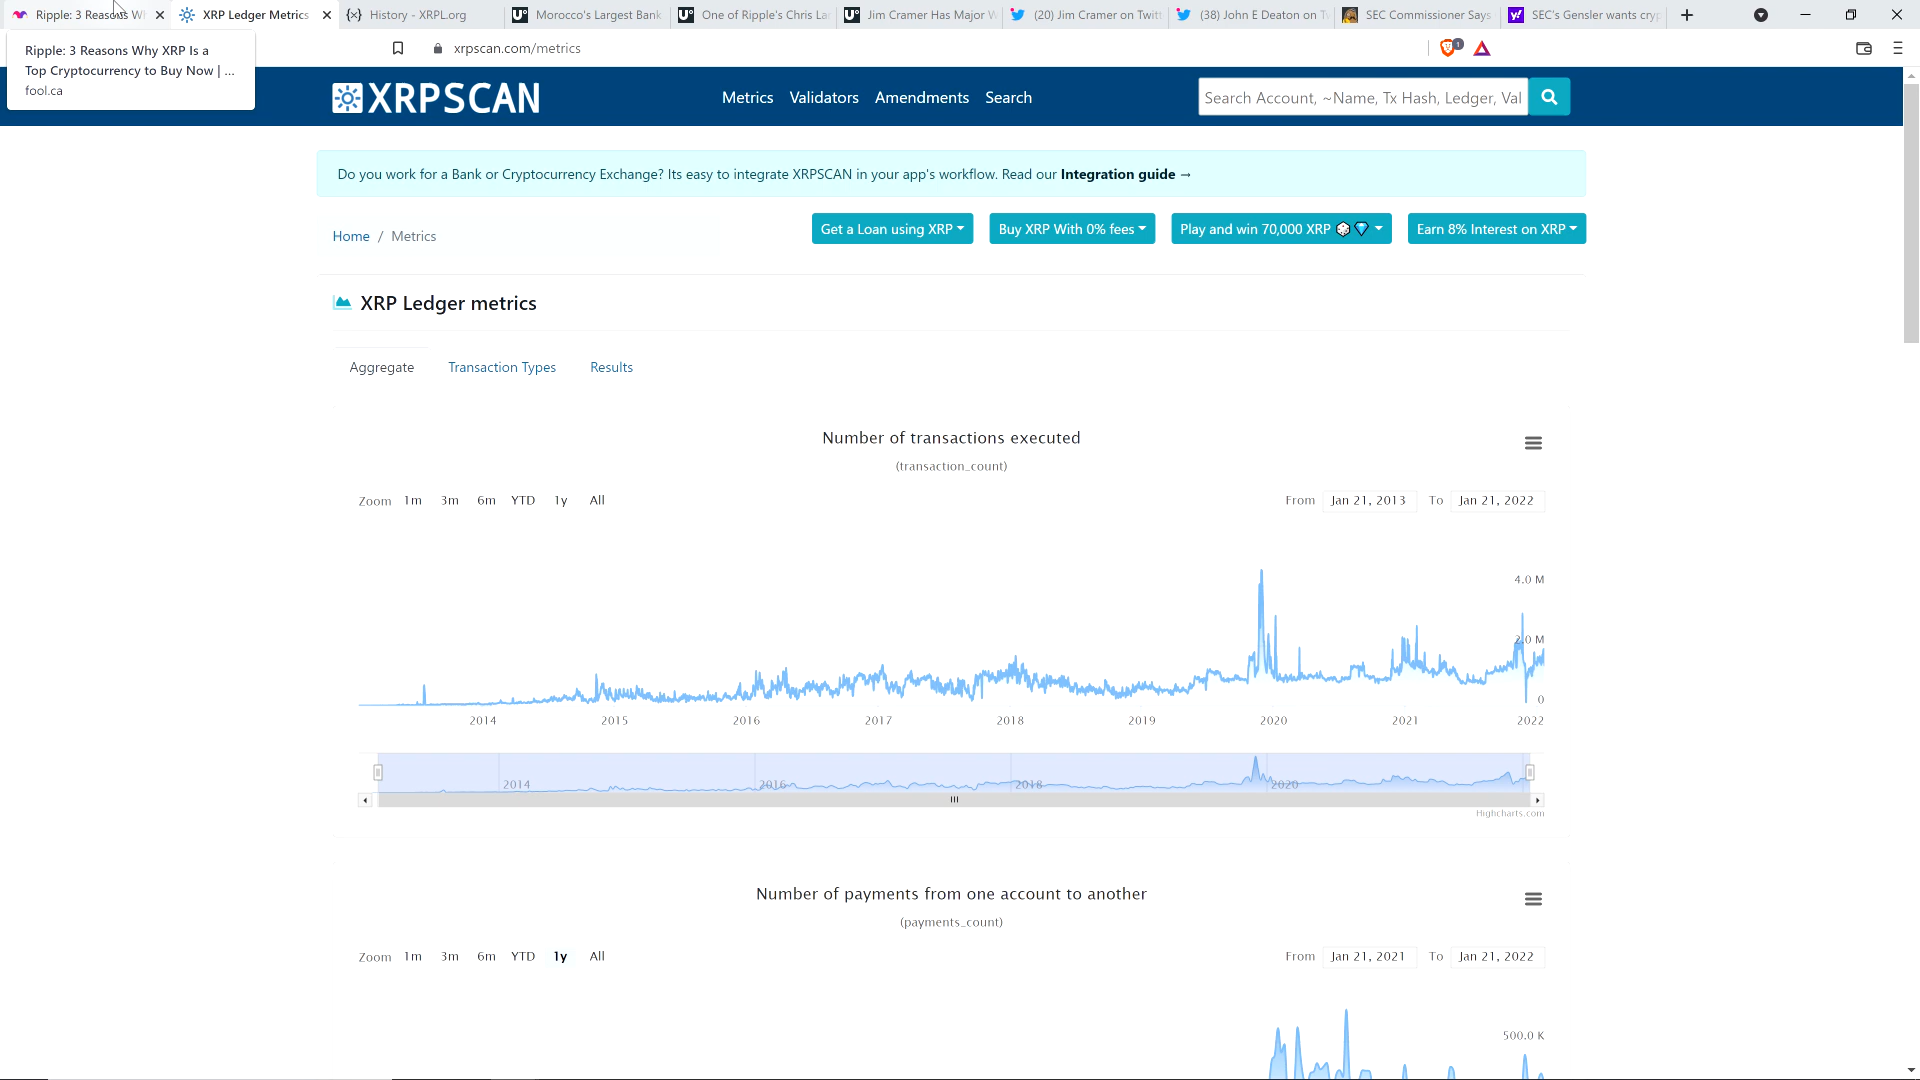 Ripple: 3 Reasons Wh
XRP Ledger Metrics
History - XRPL.org
Morocco's Largest Bank
One of Ripple's Chris La
Jim Cramer Has Major W
(20) Jim Cramer on Twitt
(38) John E Deaton on T
SEC Commissioner Says
SEC's Gensler wants cryp
xrpscan.com/metrics
1
Ripple: 3 Reasons Why XRP Is a
Top Cryptocurrency to Buy Now | ...
fool.ca
XRPSCAN
Metrics
Validators
Amendments
Search
Search Account, ~Name, Tx Hash, Ledger, Val
Do you work for a Bank or Cryptocurrency Exchange? Its easy to integrate XRPSCAN in your app's workflow. Read our Integration guide →
Home / Metrics
Get a Loan using XRP
Buy XRP With 0% fees
Play and win 70,000 XRP
Earn 8% Interest on XRP
XRP Ledger metrics
Aggregate
Transaction Types
Results
Number of transactions executed
(transaction_count)
Zoom 1m 3m 6m YTD 1y All
From Jan 21, 2013 To Jan 21, 2022
4.0 M
2.0 M
0
2014 2015 2016 2017 2018 2019 2020 2021 2022
2014 2016 2018 2020
Highcharts.com
Number of payments from one account to another
(payments_count)
Zoom 1m 3m 6m YTD 1y All
From Jan 21, 2021 To Jan 21, 2022
500.0 K